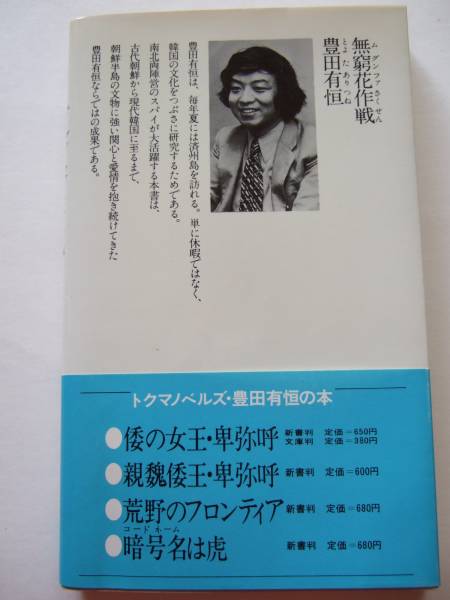 無窮花作戦
ムグンファさくせん
豊田有恒
とよたありつね
豊田有恒は、毎年夏には済州島を訪れる。単に休暇ではなく、
韓国の文化をつぶさに研究するためである。
南北両陣営のスパイが大活躍する本書は、
古代朝鮮から現代韓国に至るまで、
朝鮮半島の文物に強い関心と愛情を抱き続けてきた
豊田有恒ならではの成果である。
トクマノベルズ・豊田有恒の本
●倭の女王・卑弥呼 新書判 定価=650円
文庫判 定価=380円
●親魏倭王・卑弥呼 新書判 定価=600円
●荒野のフロンティア 新書判 定価=680円
コードネーム
●暗号名は虎 新書判 定価=680円